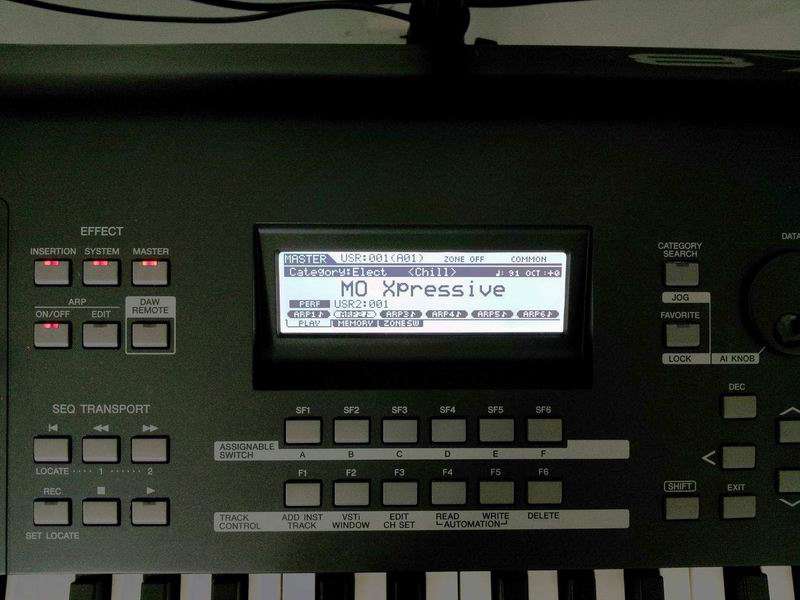 MASTER USR:001(A01) ZONE OFF COMMON
Category:Elect <Chill> ♩: 91 OCT:+0
MO Xpressive
PERF USR2:001
ARP1♪ ARP2♪ ARP3♪ ARP4♪ ARP5♪ ARP6♪
PLAY MEMORY ZONESW
EFFECT
INSERTION SYSTEM MASTER
ARP
ON/OFF EDIT
DAW
REMOTE
SEQ TRANSPORT
LOCATE 1 2
REC
SET LOCATE
SF1 SF2 SF3 SF4 SF5 SF6
ASSIGNABLE
SWITCH
A B C D E F
F1 F2 F3 F4 F5 F6
TRACK
CONTROL
ADD INST
TRACK
VSTi
WINDOW
EDIT
CH SET
READ WRITE
AUTOMATION
DELETE
CATEGORY
SEARCH
JOG
FAVORITE
LOCK
AI KNOB
DATA
DEC
SHIFT
EXIT